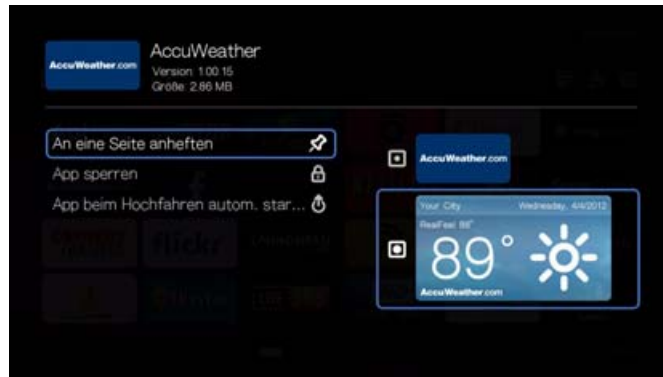 AccuWeather.com
AccuWeather
Version 1.00.15
Größe 2.86 MB
An eine Seite anheften
App sperren
App beim Hochfahren autom. star...
AccuWeather.com
Your City Wednesday, 4/4/2012
RealFeel 88°
89°
AccuWeather.com
flickr